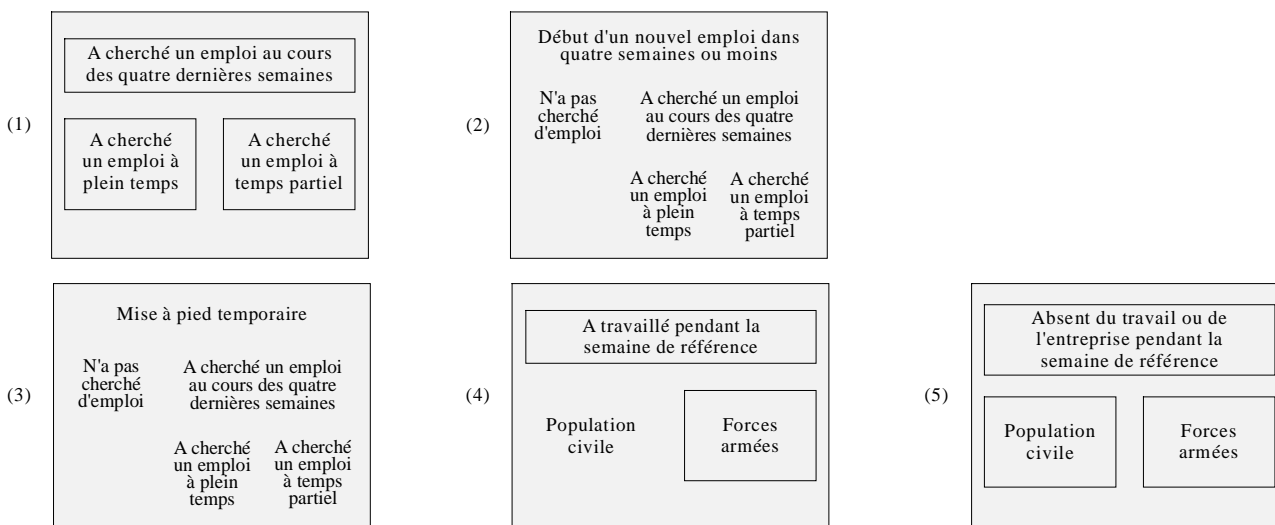 (1)
A cherché un emploi au cours
des quatre dernières semaines
A cherché
un emploi à
plein temps
A cherché
un emploi à
temps partiel
(2)
Début d'un nouvel emploi dans
quatre semaines ou moins
N'a pas
cherché
d'emploi
A cherché un emploi
au cours des quatre
dernières semaines
A cherché
un emploi
à plein
temps
A cherché
un emploi
à temps
partiel
(3)
Mise à pied temporaire
N'a pas
cherché
d'emploi
A cherché un emploi
au cours des quatre
dernières semaines
A cherché
un emploi
à plein
temps
A cherché
un emploi
à temps
partiel
(4)
A travaillé pendant la
semaine de référence
Population
civile
Forces
armées
(5)
Absent du travail ou de
l'entreprise pendant la
semaine de référence
Population
civile
Forces
armées